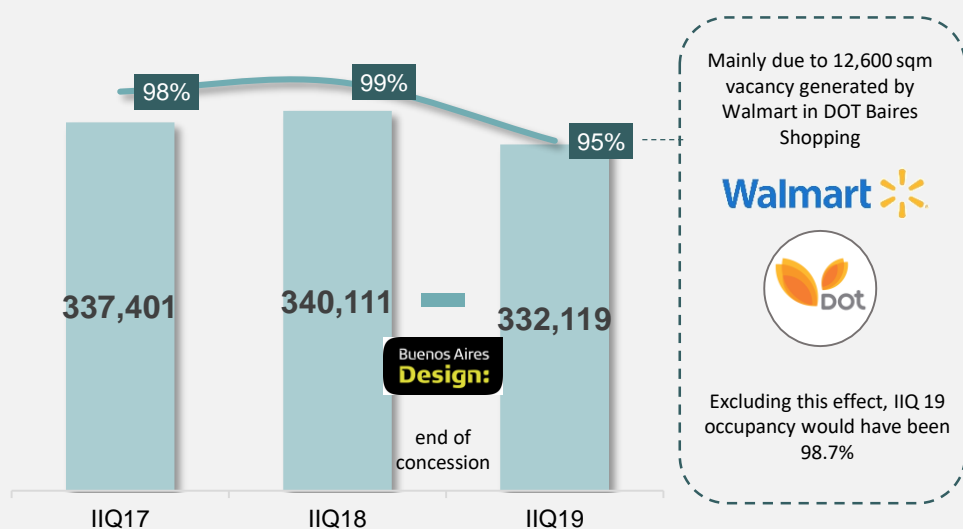 98%
99%
95%
337,401
340,111
332,119
Buenos Aires
Design:
end of
concession
IIQ17
IIQ18
IIQ19
Mainly due to 12,600 sqm
vacancy generated by
Walmart in DOT Baires
Shopping
Walmart
DOT
Excluding this effect, IIQ 19
occupancy would have been
98.7%